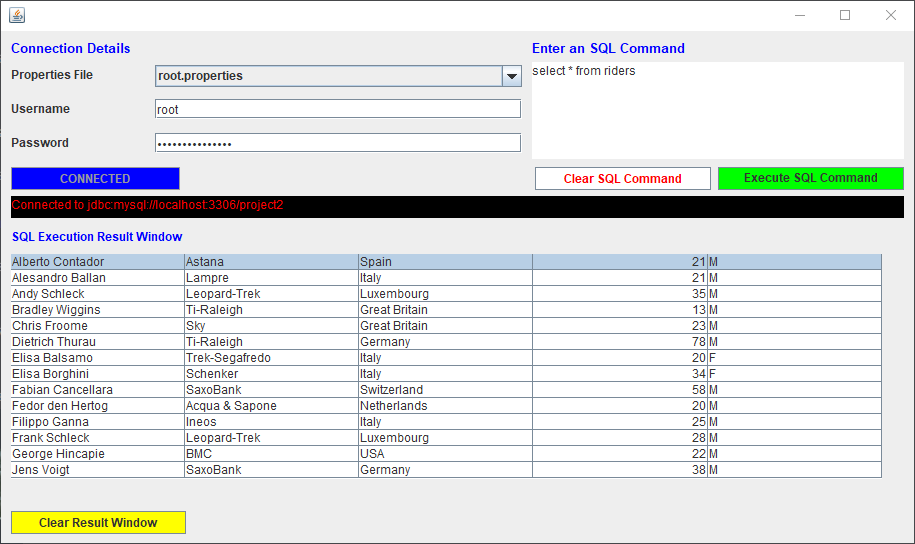 Connection Details
Enter an SQL Command
Properties File root.properties
select * from riders
Username root
Password •••••••••••••••
CONNECTED
Clear SQL Command
Execute SQL Command
Connected to jdbc:mysql://localhost:3306/project2
SQL Execution Result Window
Alberto Contador Astana Spain 21 M
Alesandro Ballan Lampre Italy 21 M
Andy Schleck Leopard-Trek Luxembourg 35 M
Bradley Wiggins Ti-Raleigh Great Britain 13 M
Chris Froome Sky Great Britain 23 M
Dietrich Thurau Ti-Raleigh Germany 78 M
Elisa Balsamo Trek-Segafredo Italy 20 F
Elisa Borghini Schenker Italy 34 F
Fabian Cancellara SaxoBank Switzerland 58 M
Fedor den Hertog Acqua & Sapone Netherlands 20 M
Filippo Ganna Ineos Italy 25 M
Frank Schleck Leopard-Trek Luxembourg 28 M
George Hincapie BMC USA 22 M
Jens Voigt SaxoBank Germany 38 M
Clear Result Window